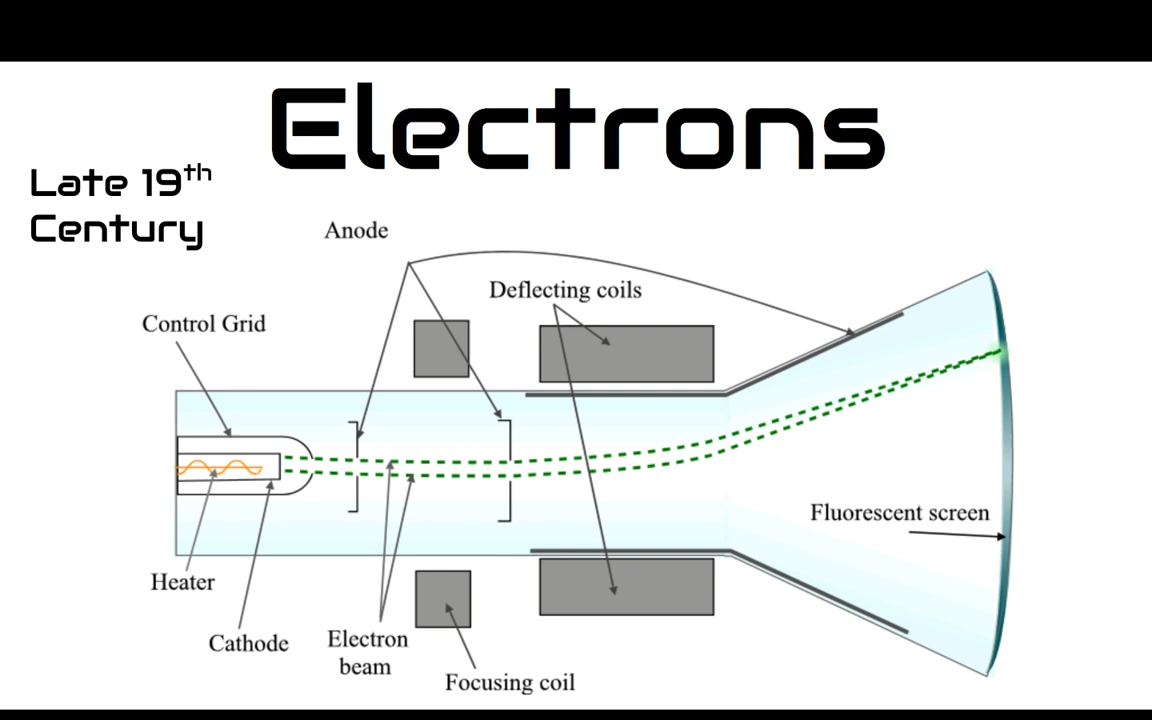 Electrons
Late 19th
Century
Anode
Deflecting coils
Control Grid
Fluorescent screen
Heater
Cathode
Electron
beam
Focusing coil